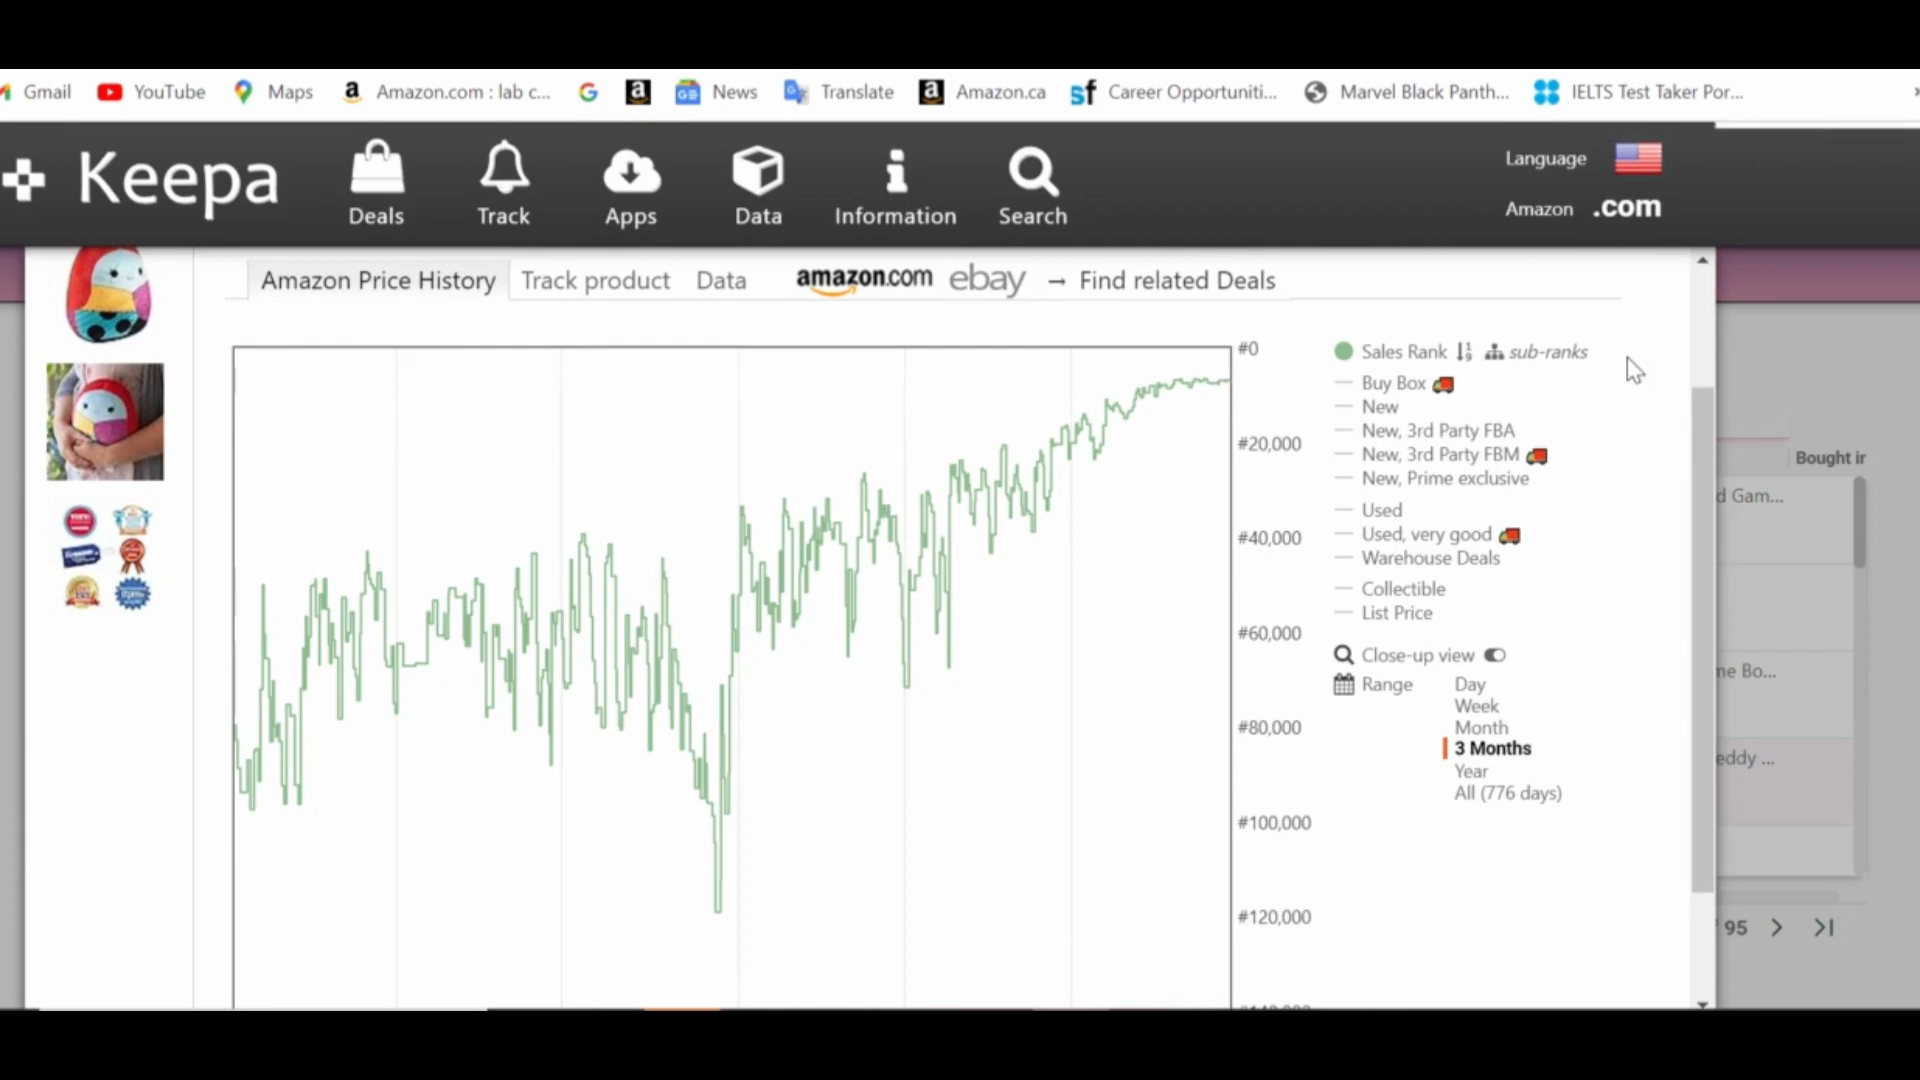 Gmail YouTube Maps Amazon.com : lab c... News Translate Amazon.ca Career Opportuniti... Marvel Black Panth... IELTS Test Taker Por...
Keepa
Deals Track Apps Data Information Search
Language
Amazon .com
Amazon Price History Track product Data amazon.com ebay → Find related Deals
#0
#20,000
#40,000
#60,000
#80,000
#100,000
#120,000
Sales Rank sub-ranks
Buy Box
New
New, 3rd Party FBA
New, 3rd Party FBM
New, Prime exclusive
Used
Used, very good
Warehouse Deals
Collectible
List Price
Close-up view
Range Day
Week
Month
3 Months
Year
All (776 days)
Bought ir
d Gam...
me Bo...
eddy ...
95